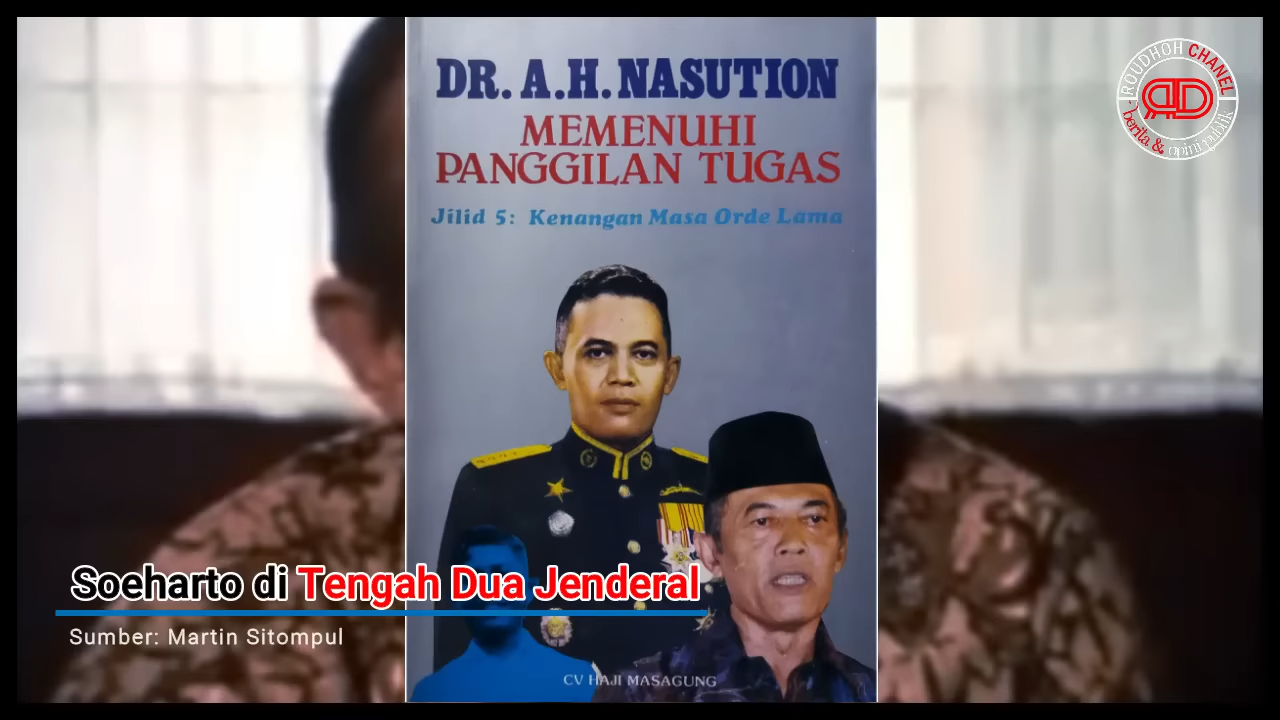 DR. A.H. NASUTION
MEMENUHI
PANGGILAN TUGAS
Jilid 5: Kenangan Masa Orde Lama
ROUDHOH CHANEL
berita & opini publik
Soeharto di Tengah Dua Jenderal
Sumber: Martin Sitompul
CV HAJI MASAGUNG